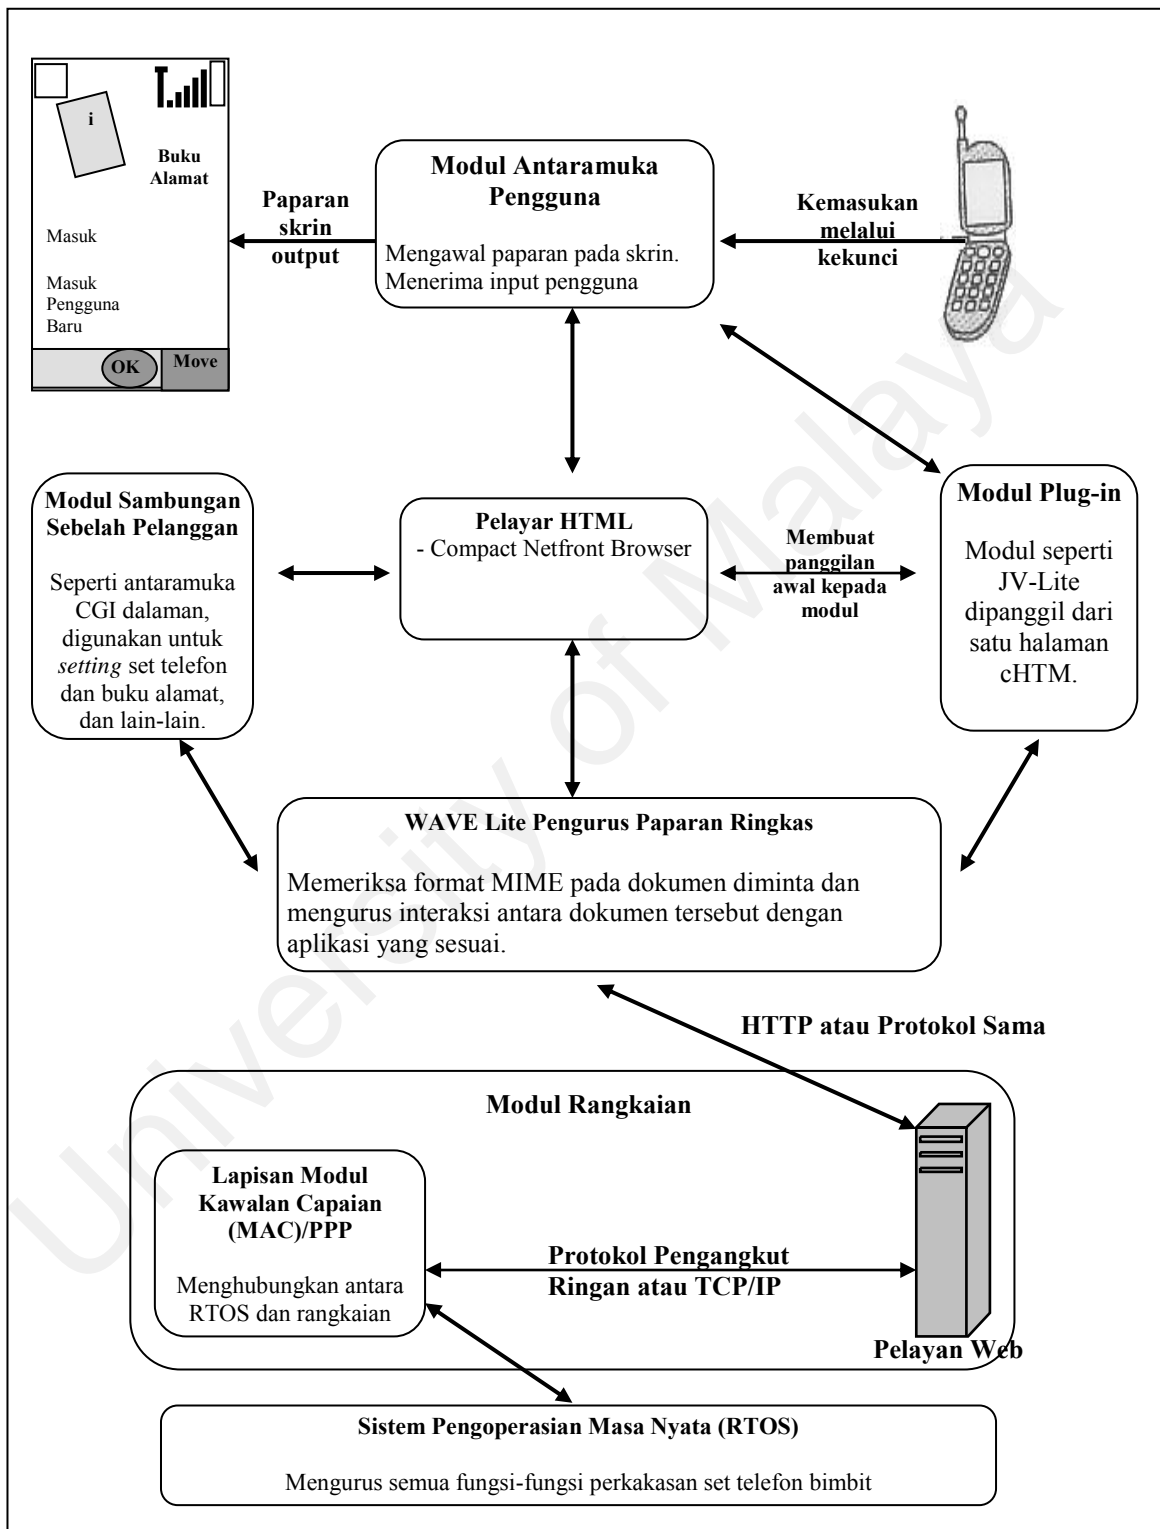 i
Buku
Alamat
Masuk
Masuk
Pengguna
Baru
OK
Move
Paparan
skrin
output
Modul Antaramuka
Pengguna
Mengawal paparan pada skrin.
Menerima input pengguna
Kemasukan
melalui
kekunci
Modul Sambungan
Sebelah Pelanggan
Seperti antaramuka
CGI dalaman,
digunakan untuk
setting set telefon
dan buku alamat,
dan lain-lain.
Pelayar HTML
- Compact Netfront Browser
Membuat
panggilan
awal kepada
modul
Modul Plug-in
Modul seperti
JV-Lite
dipanggil dari
satu halaman
cHTM.
WAVE Lite Pengurus Paparan Ringkas
Memeriksa format MIME pada dokumen diminta dan
mengurus interaksi antara dokumen tersebut dengan
aplikasi yang sesuai.
HTTP atau Protokol Sama
Modul Rangkaian
Lapisan Modul
Kawalan Capaian
(MAC)/PPP
Menghubungkan antara
RTOS dan rangkaian
Protokol Pengangkut
Ringan atau TCP/IP
Pelayan Web
Sistem Pengoperasian Masa Nyata (RTOS)
Mengurus semua fungsi-fungsi perkakasan set telefon bimbit
University of Malaya